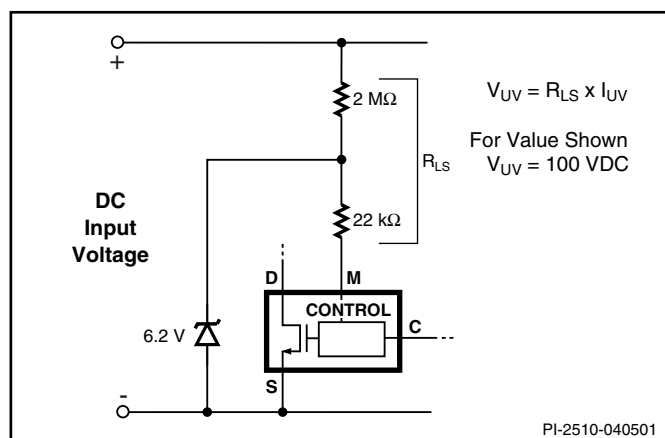 +
2 MΩ
V_UV = R_LS x I_UV
For Value Shown
V_UV = 100 VDC
R_LS
DC
Input
Voltage
22 kΩ
D
M
CONTROL
C
6.2 V
S
-
PI-2510-040501